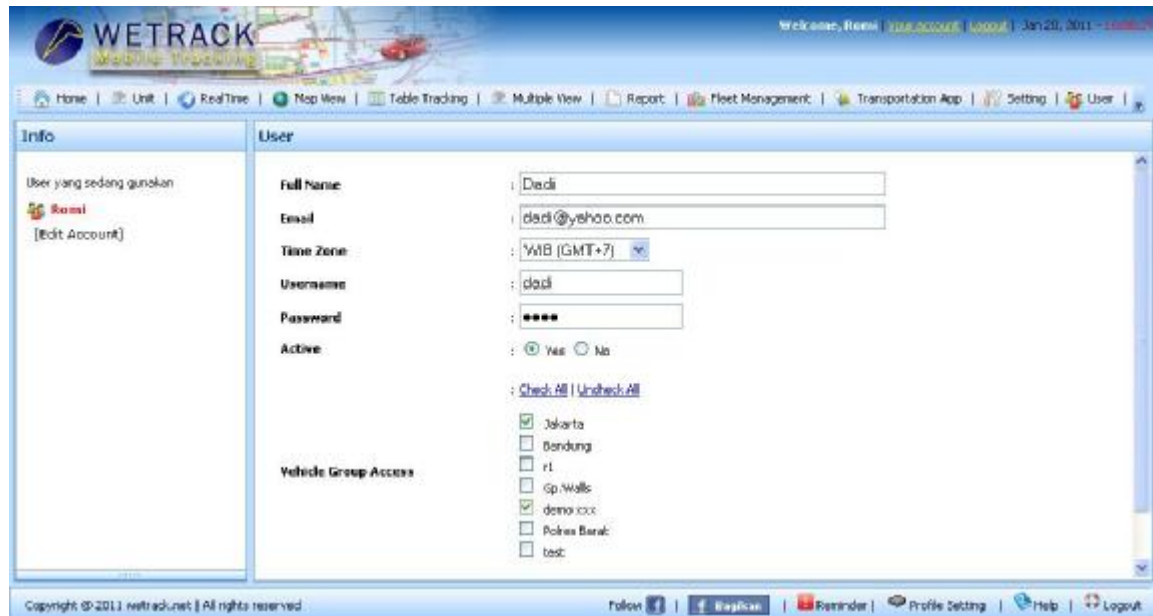 WETRACK
Mobile Tracking
Welcome, Romi | Your account | Logout | Jan 20, 2011 -
Home | Unit | RealTime | Map View | Table Tracking | Multiple View | Report | Fleet Management | Transportation App | Setting | User |
Info
User
User yang sedang gunakan
Romi
[Edit Account]
Full Name : Dadi
Email : dadi@yahoo.com
Time Zone : WIB (GMT+7)
Username : dadi
Password : ●●●●
Active : Yes No
: Check All | Uncheck All
Jakarta
Bandung
r1
Gp.Walls
Vehicle Group Access
demo xxx
Polres Barat
test
Copyright © 2011 wetrack.net | All rights reserved
Follow | Bagikan | Reminder | Profile Setting | Help | Logout